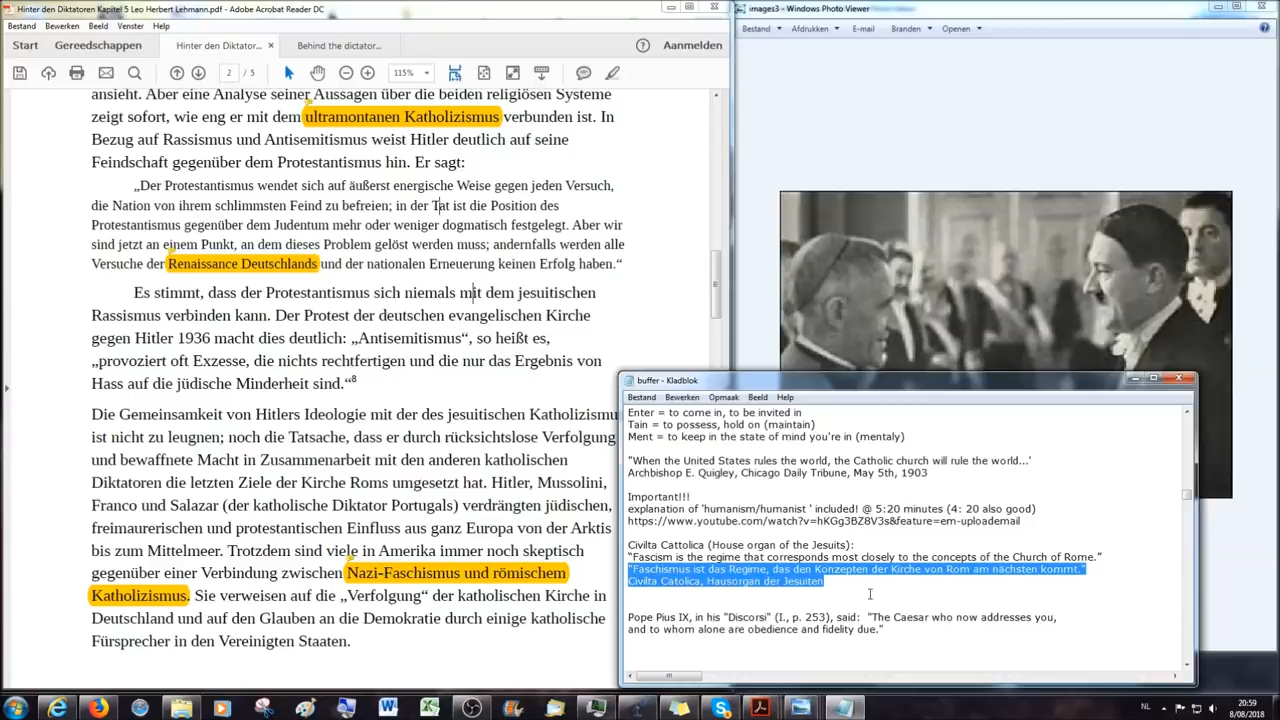 Hinter den Diktatoren Kapitel 5 Leo Herbert Lehmann.pdf - Adobe Acrobat Reader DC
Bestand Bewerken Beeld Venster Help
Start Gereedschappen Hinter den Diktator... × Behind the dictator... Aanmelden
2 / 5 115%
ansieht. Aber eine Analyse seiner Aussagen über die beiden religiösen Systeme
zeigt sofort, wie eng er mit dem ultramontanen Katholizismus verbunden ist. In
Bezug auf Rassismus und Antisemitismus weist Hitler deutlich auf seine
Feindschaft gegenüber dem Protestantismus hin. Er sagt:
„Der Protestantismus wendet sich auf äußerst energische Weise gegen jeden Versuch,
die Nation von ihrem schlimmsten Feind zu befreien; in der Tat ist die Position des
Protestantismus gegenüber dem Judentum mehr oder weniger dogmatisch festgelegt. Aber wir
sind jetzt an einem Punkt, an dem dieses Problem gelöst werden muss; andernfalls werden alle
Versuche der Renaissance Deutschlands und der nationalen Erneuerung keinen Erfolg haben.“
Es stimmt, dass der Protestantismus sich niemals mit dem jesuitischen
Rassismus verbinden kann. Der Protest der deutschen evangelischen Kirche
gegen Hitler 1936 macht dies deutlich: „Antisemitismus“, so heißt es,
„provoziert oft Exzesse, die nichts rechtfertigen und die nur das Ergebnis von
Hass auf die jüdische Minderheit sind.“8
Die Gemeinsamkeit von Hitlers Ideologie mit der des jesuitischen Katholizismu
ist nicht zu leugnen; noch die Tatsache, dass er durch rücksichtslose Verfolgung
und bewaffnete Macht in Zusammenarbeit mit den anderen katholischen
Diktatoren die letzten Ziele der Kirche Roms umgesetzt hat. Hitler, Mussolini,
Franco und Salazar (der katholische Diktator Portugals) verdrängten jüdischen,
freimaurerischen und protestantischen Einfluss aus ganz Europa von der Arktis
bis zum Mittelmeer. Trotzdem sind viele in Amerika immer noch skeptisch
gegenüber einer Verbindung zwischen Nazi-Faschismus und römischem
Katholizismus. Sie verweisen auf die „Verfolgung“ der katholischen Kirche in
Deutschland und auf den Glauben an die Demokratie durch einige katholische
Fürsprecher in den Vereinigten Staaten.
images3 - Windows Photo Viewer
Bestand Afdrukken E-mail Branden Openen
buffer - Kladblok
Bestand Bewerken Opmaak Beeld Help
Enter = to come in, to be invited in
Tain = to possess, hold on (maintain)
Ment = to keep in the state of mind you're in (mentaly)
"When the United States rules the world, the Catholic church will rule the world...'
Archbishop E. Quigley, Chicago Daily Tribune, May 5th, 1903
Important!!!
explanation of 'humanism/humanist ' included! @ 5:20 minutes (4: 20 also good)
https://www.youtube.com/watch?v=hKGg3BZ8V3s&feature=em-uploademail
Civilta Cattolica (House organ of the Jesuits):
"Fascism is the regime that corresponds most closely to the concepts of the Church of Rome."
"Faschismus ist das Regime, das den Konzepten der Kirche von Rom am nächsten kommt."
Civilta Catolica, Hausorgan der Jesuiten
Pope Pius IX, in his "Discorsi" (I., p. 253), said: "The Caesar who now addresses you,
and to whom alone are obedience and fidelity due."
NL 20:59
8/08/2018